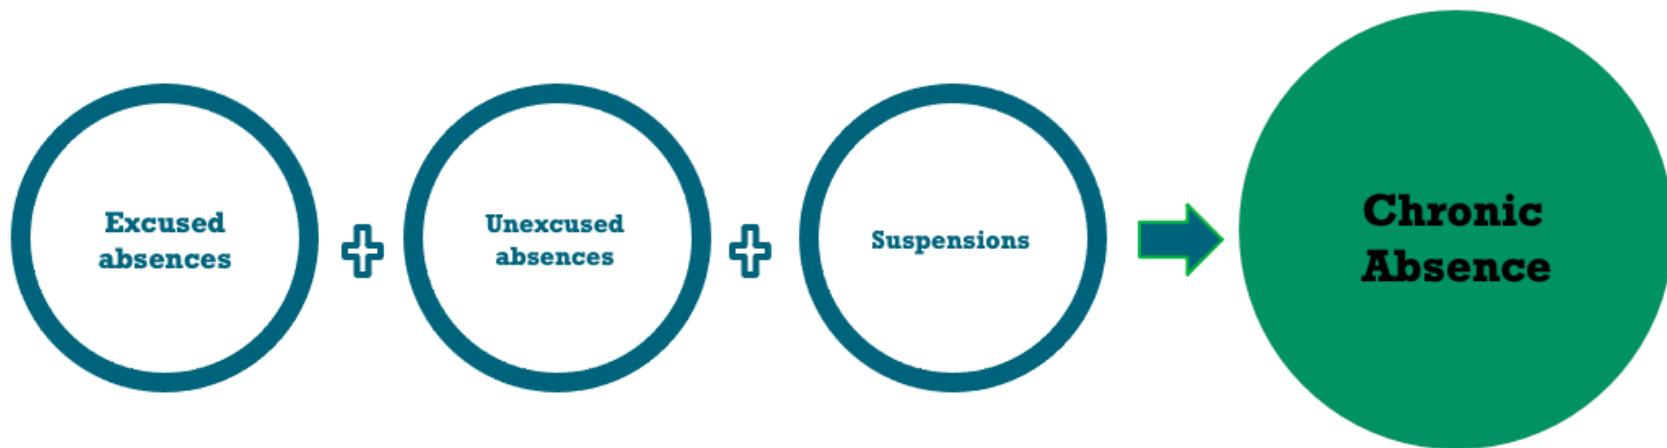 Excused
absences
Unexcused
absences
Suspensions
Chronic
Absence